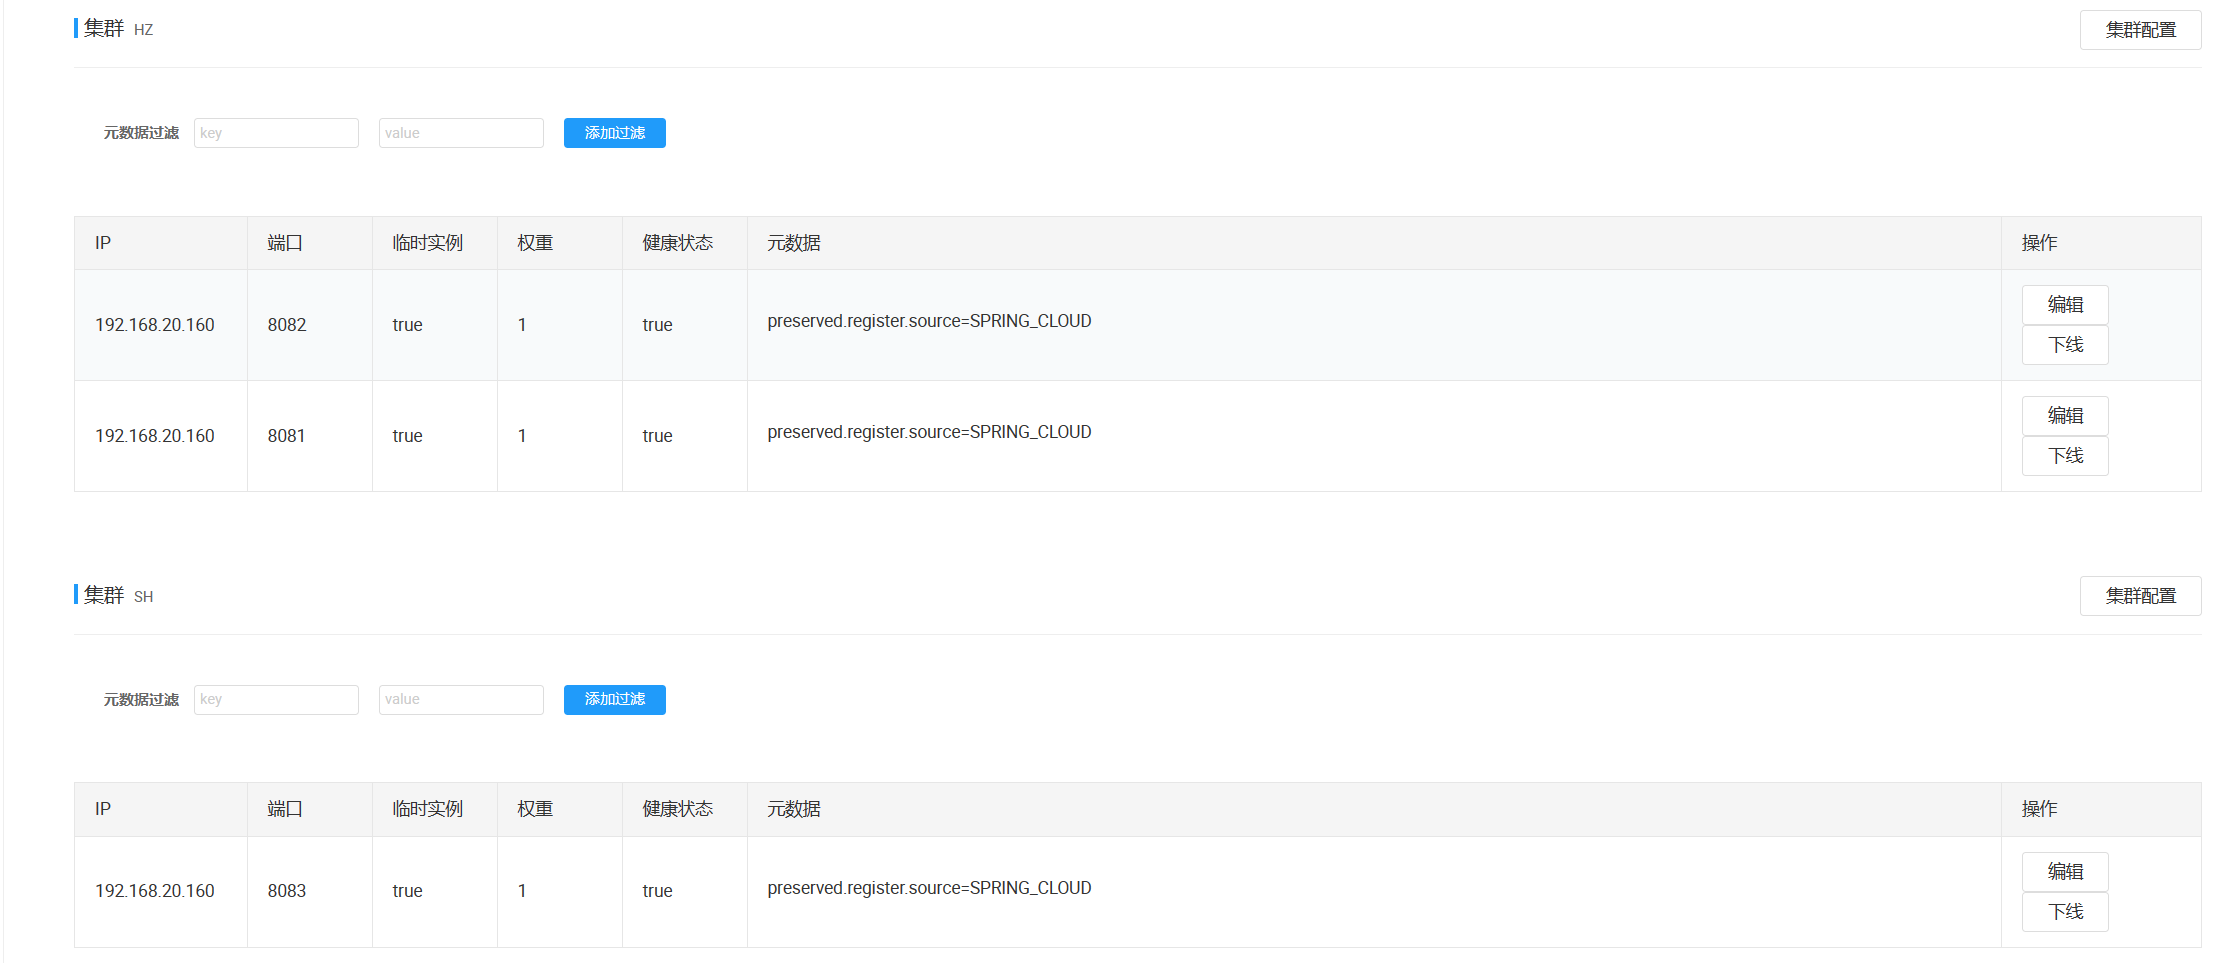 集群 HZ 集群配置
元数据过滤 key value 添加过滤
IP 端口 临时实例 权重 健康状态 元数据 操作
192.168.20.160 8082 true 1 true preserved.register.source=SPRING_CLOUD 编辑
下线
192.168.20.160 8081 true 1 true preserved.register.source=SPRING_CLOUD 编辑
下线
集群 SH 集群配置
元数据过滤 key value 添加过滤
IP 端口 临时实例 权重 健康状态 元数据 操作
192.168.20.160 8083 true 1 true preserved.register.source=SPRING_CLOUD 编辑
下线